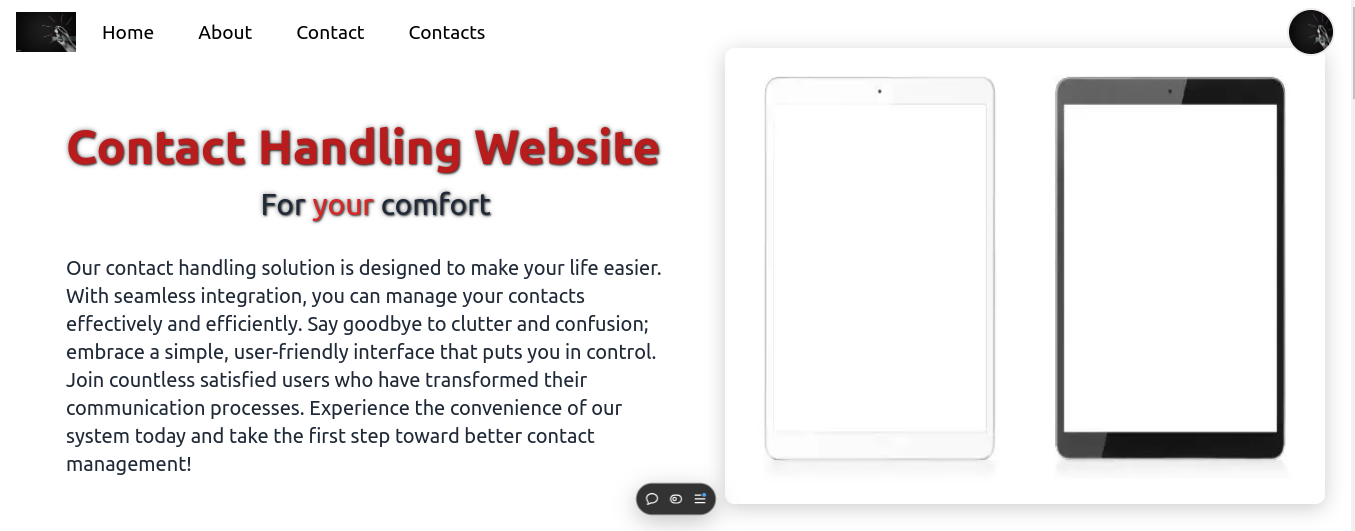 Home About Contact Contacts
Contact Handling Website
For your comfort
Our contact handling solution is designed to make your life easier.
With seamless integration, you can manage your contacts
effectively and efficiently. Say goodbye to clutter and confusion;
embrace a simple, user-friendly interface that puts you in control.
Join countless satisfied users who have transformed their
communication processes. Experience the convenience of our
system today and take the first step toward better contact
management!